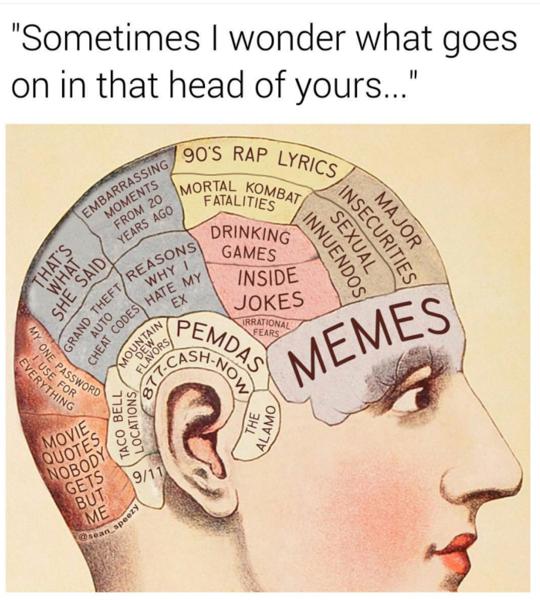 "Sometimes I wonder what goes
on in that head of yours..."
90'S RAP LYRICS
EMBARRASSING
MOMENTS
FROM 20
YEARS AGO
MORTAL KOMBAT
FATALITIES
MAJOR
INSECURITIES
SEXUAL
INNUENDOS
THAT'S
WHAT
SHE SAID
DRINKING
GAMES
REASONS
WHY I
HATE MY
EX
INSIDE
JOKES
GRAND THEFT
AUTO
CHEAT CODES
IRRATIONAL
FEARS
MEMES
MOUNTAIN
DEW
FLAVORS
PEMDAS
877-CASH-NOW
MY ONE PASSWORD
I USE FOR
EVERYTHING
TACO BELL
LOCATIONS
THE
ALAMO
MOVIE
QUOTES
NOBODY
GETS
BUT
ME
9/11
@sean_speezy